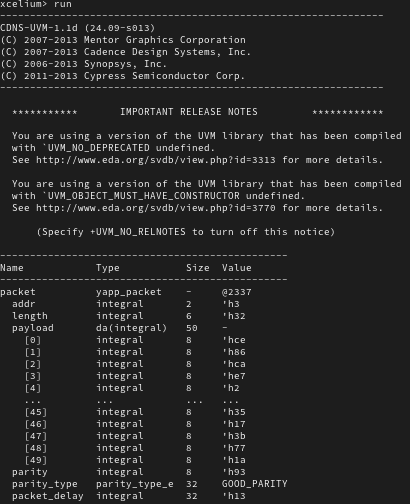 xcelium> run
----------------------------------------------------------------
CDNS-UVM-1.1d (24.09-s013)
(C) 2007-2013 Mentor Graphics Corporation
(C) 2007-2013 Cadence Design Systems, Inc.
(C) 2006-2013 Synopsys, Inc.
(C) 2011-2013 Cypress Semiconductor Corp.
----------------------------------------------------------------
  ***********       IMPORTANT RELEASE NOTES         ************
  You are using a version of the UVM library that has been compiled
  with `UVM_NO_DEPRECATED undefined.
  See http://www.eda.org/svdb/view.php?id=3313 for more details.
  You are using a version of the UVM library that has been compiled
  with `UVM_OBJECT_MUST_HAVE_CONSTRUCTOR undefined.
  See http://www.eda.org/svdb/view.php?id=3770 for more details.
      (Specify +UVM_NO_RELNOTES to turn off this notice)
------------------------------------------------
Name            Type           Size  Value
------------------------------------------------
packet          yapp_packet    -     @2337
  addr          integral       2     'h3
  length        integral       6     'h32
  payload       da(integral)   50    -
    [0]         integral       8     'hce
    [1]         integral       8     'h86
    [2]         integral       8     'hca
    [3]         integral       8     'he7
    [4]         integral       8     'h2
    ...         ...            ...   ...
    [45]        integral       8     'h35
    [46]        integral       8     'h17
    [47]        integral       8     'h3b
    [48]        integral       8     'h77
    [49]        integral       8     'h1a
  parity        integral       8     'h93
  parity_type   parity_type_e  32    GOOD_PARITY
  packet_delay  integral       32    'h13